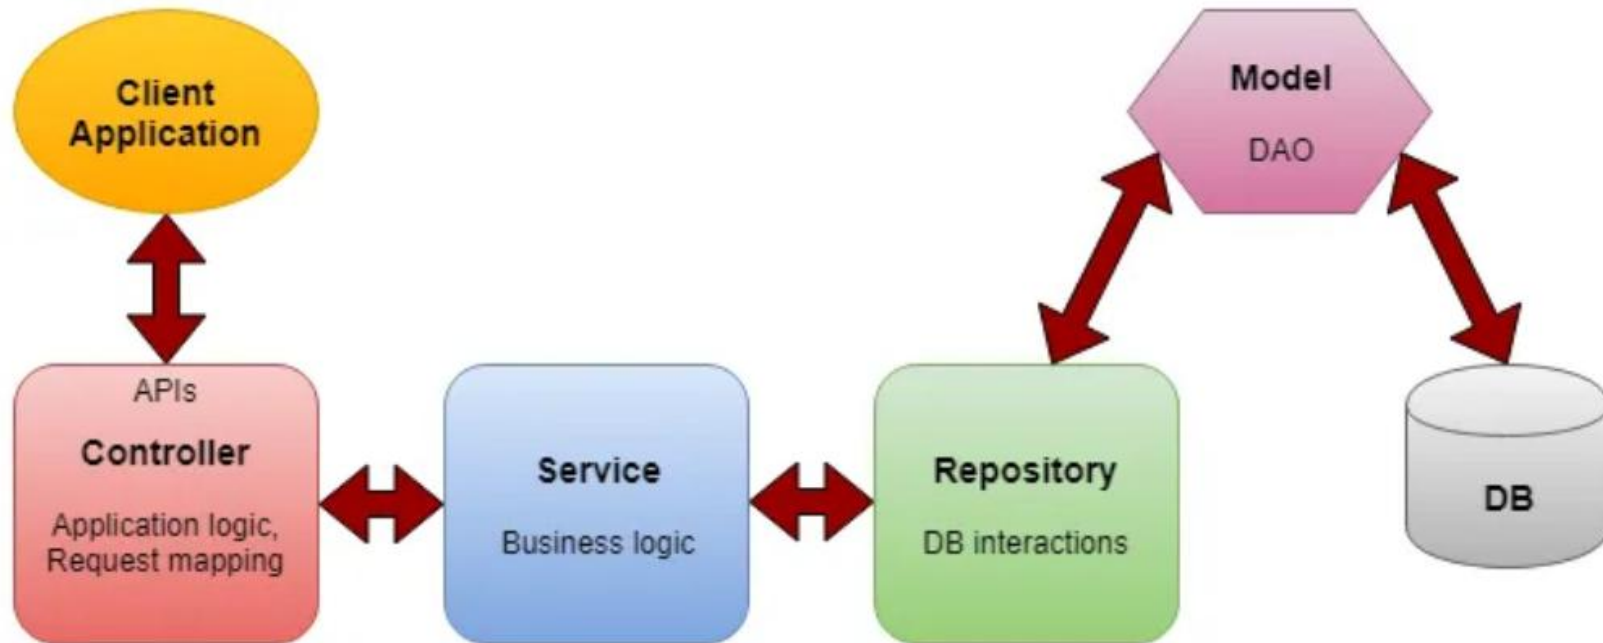 Client
Application
Model
DAO
APIs
Controller
Application logic,
Request mapping
Service
Business logic
Repository
DB interactions
DB